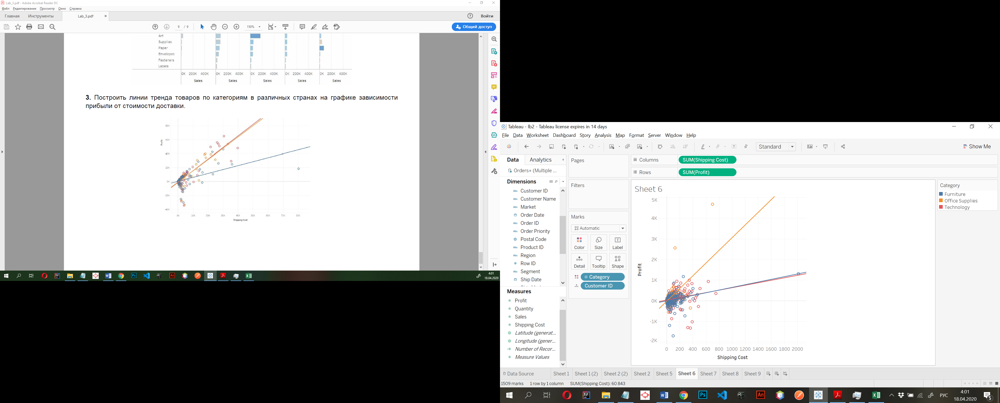 Lab_3.pdf - Adobe Acrobat Reader DC
Файл Редактирование Просмотр Окно Справка
Главная Инструменты Lab_3.pdf × Войти
9 / 9 150% Общий доступ
Art
Supplies
Paper
Envelopes
Fasteners
Labels
0K 200K 400K 0K 200K 400K 0K 200K 400K 0K 200K 400K 0K 200K 400K
Sales Sales Sales Sales Sales
3. Построить линии тренда товаров по категориям в различных странах на графике зависимости
прибыли от стоимости доставки.
80K
60K
Profit
40K
20K
0K
-20K
-40K
0K 10K 20K 30K 40K 50K 60K 70K 80K
Shipping Cost
4:01
18.04.2020
Tableau - lb2 - Tableau license expires in 14 days
File Data Worksheet Dashboard Story Analysis Map Format Server Window Help
Standard Show Me
Data Analytics
Orders+ (Multiple ...
Dimensions
Abc Customer ID
Abc Customer Name
Abc Market
Order Date
Abc Order ID
Abc Order Priority
Postal Code
Abc Product ID
Abc Region
# Row ID
Abc Segment
Ship Date
Measures
# Profit
# Quantity
# Sales
# Shipping Cost
Latitude (generat...
Longitude (gener...
# Number of Recor...
# Measure Values
Pages
Filters
Marks
Automatic
Color Size Label
Detail Tooltip Shape
Category
Customer ID
Columns SUM(Shipping Cost)
Rows SUM(Profit)
Sheet 6
5K
4K
3K
2K
Profit
1K
0K
-1K
-2K
0 200 400 600 800 1000 1200 1400 1600 1800 2000
Shipping Cost
Category
Furniture
Office Supplies
Technology
Data Source Sheet 1 Sheet 1 (2) Sheet 2 (2) Sheet 2 Sheet 5 Sheet 6 Sheet 7 Sheet 8 Sheet 9
1509 marks 1 row by 1 column SUM(Shipping Cost): 60 843
IJ W Ps An РУС 4:01
18.04.2020 5